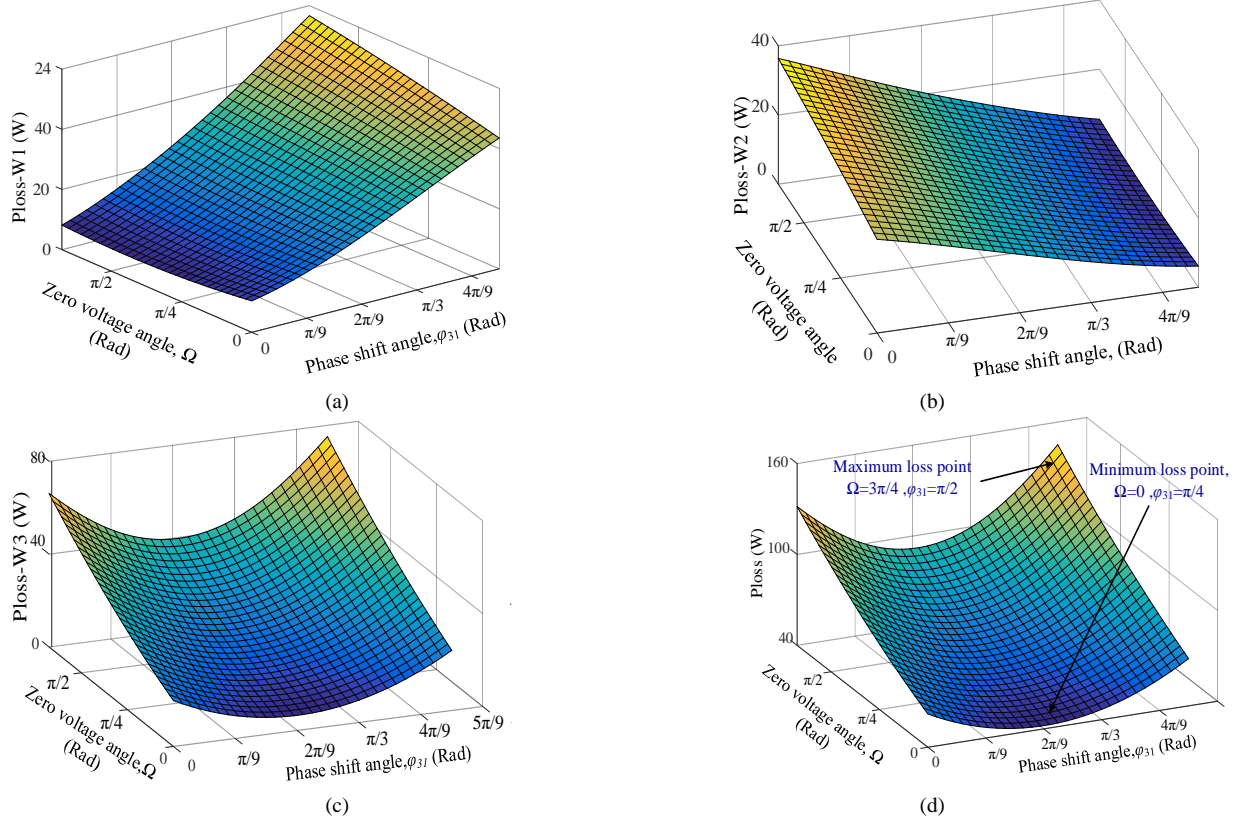 24
40
20
0
Ploss-W1 (W)
π/2
π/4
0
Zero voltage angle, Ω
(Rad)
0
π/9
2π/9
π/3
4π/9
Phase shift angle,φ31 (Rad)
(a)
40
20
0
Ploss-W2 (W)
π/2
π/4
0
Zero voltage angle
(Rad)
0
π/9
2π/9
π/3
4π/9
Phase shift angle, (Rad)
(b)
80
40
0
Ploss-W3 (W)
π/2
π/4
0
Zero voltage angle,Ω
(Rad)
0
π/9
2π/9
π/3
4π/9
5π/9
Phase shift angle,φ31 (Rad)
(c)
160
100
40
Ploss (W)
Maximum loss point
Ω=3π/4 ,φ31=π/2
Minimum loss point,
Ω=0 ,φ31=π/4
π/2
π/4
0
Zero voltage angle, Ω
(Rad)
0
π/9
2π/9
π/3
4π/9
Phase shift angle,φ31 (Rad)
(d)